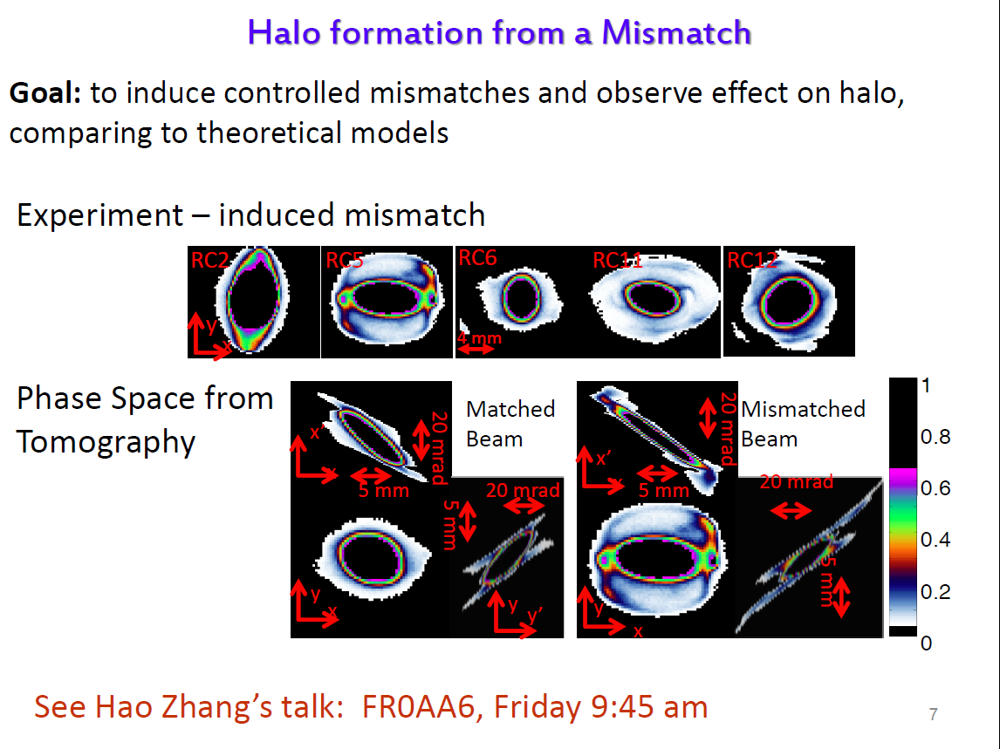 Halo formation from a Mismatch
Goal: to induce controlled mismatches and observe effect on halo,
comparing to theoretical models
Experiment – induced mismatch
RC2
RC5
RC6
RC11
RC12
y
x
4 mm
Phase Space from
Tomography
x'
x
20 mrad
5 mm
Matched
Beam
x'
x
20 mrad
5 mm
Mismatched
Beam
y
x
5 mm
20 mrad
y
y'
y
x
20 mrad
5 mm
1
0.8
0.6
0.4
0.2
0
See Hao Zhang's talk:  FR0AA6, Friday 9:45 am
7